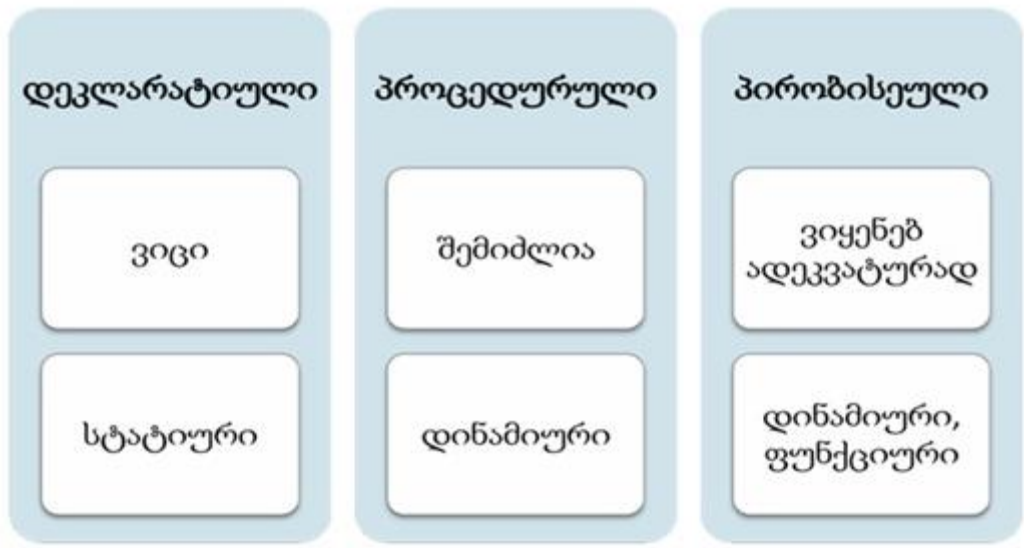 დეკლარატიული
ვიცი
სტატიური
პროცედურული
შემიძლია
დინამიური
პირობისეული
ვიყენებ
ადეკვატურად
დინამიური,
ფუნქციური